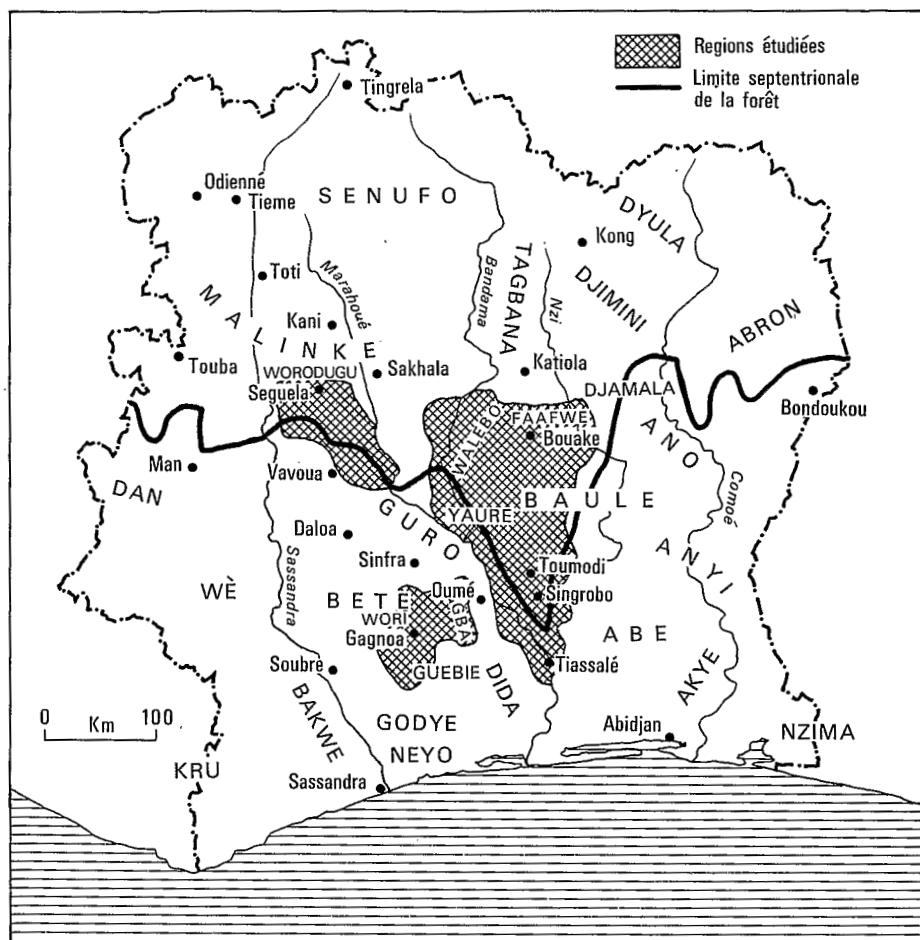 Regions étudiées
Limite septentrionale
de la forêt
Tingrela
Odienné
Tieme
SENUFO
DYULA
Kong
TAGBANA
Bandama
Nzi
DJIMINI
Toti
Marahoué
ABRON
MALINKE
Kani
Touba
WORODUGU
Sakhala
Katiola
Seguela
DJAMALA
Bondoukou
WALEBO
FAAFWE
Bouake
ANO
Man
DAN
Vavoua
GURO
BAULE
YAURE
Comoé
Daloa
ANYI
Sinfra
Sassandra
Toumodi
WÈ
Oumé
Singrobo
BETE
GBA
WORI
Gagnoa
ABE
Soubré
GUEBIE
Tiassalé
DIDA
AKYE
BAKWE
0 100
Km
GODYE
Abidjan
NZIMA
NEYO
KRU
Sassandra